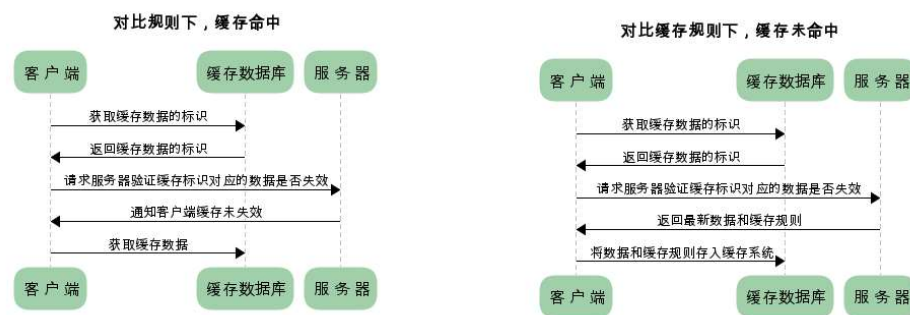 对比规则下，缓存命中
客户端 缓存数据库 服务器
获取缓存数据的标识
返回缓存数据的标识
请求服务器验证缓存标识对应的数据是否失效
通知客户端缓存未失效
获取缓存数据
客户端 缓存数据库 服务器
对比缓存规则下，缓存未命中
客户端 缓存数据库 服务器
获取缓存数据的标识
返回缓存数据的标识
请求服务器验证缓存标识对应的数据是否失效
返回最新数据和缓存规则
将数据和缓存规则存入缓存系统
客户端 缓存数据库 服务器